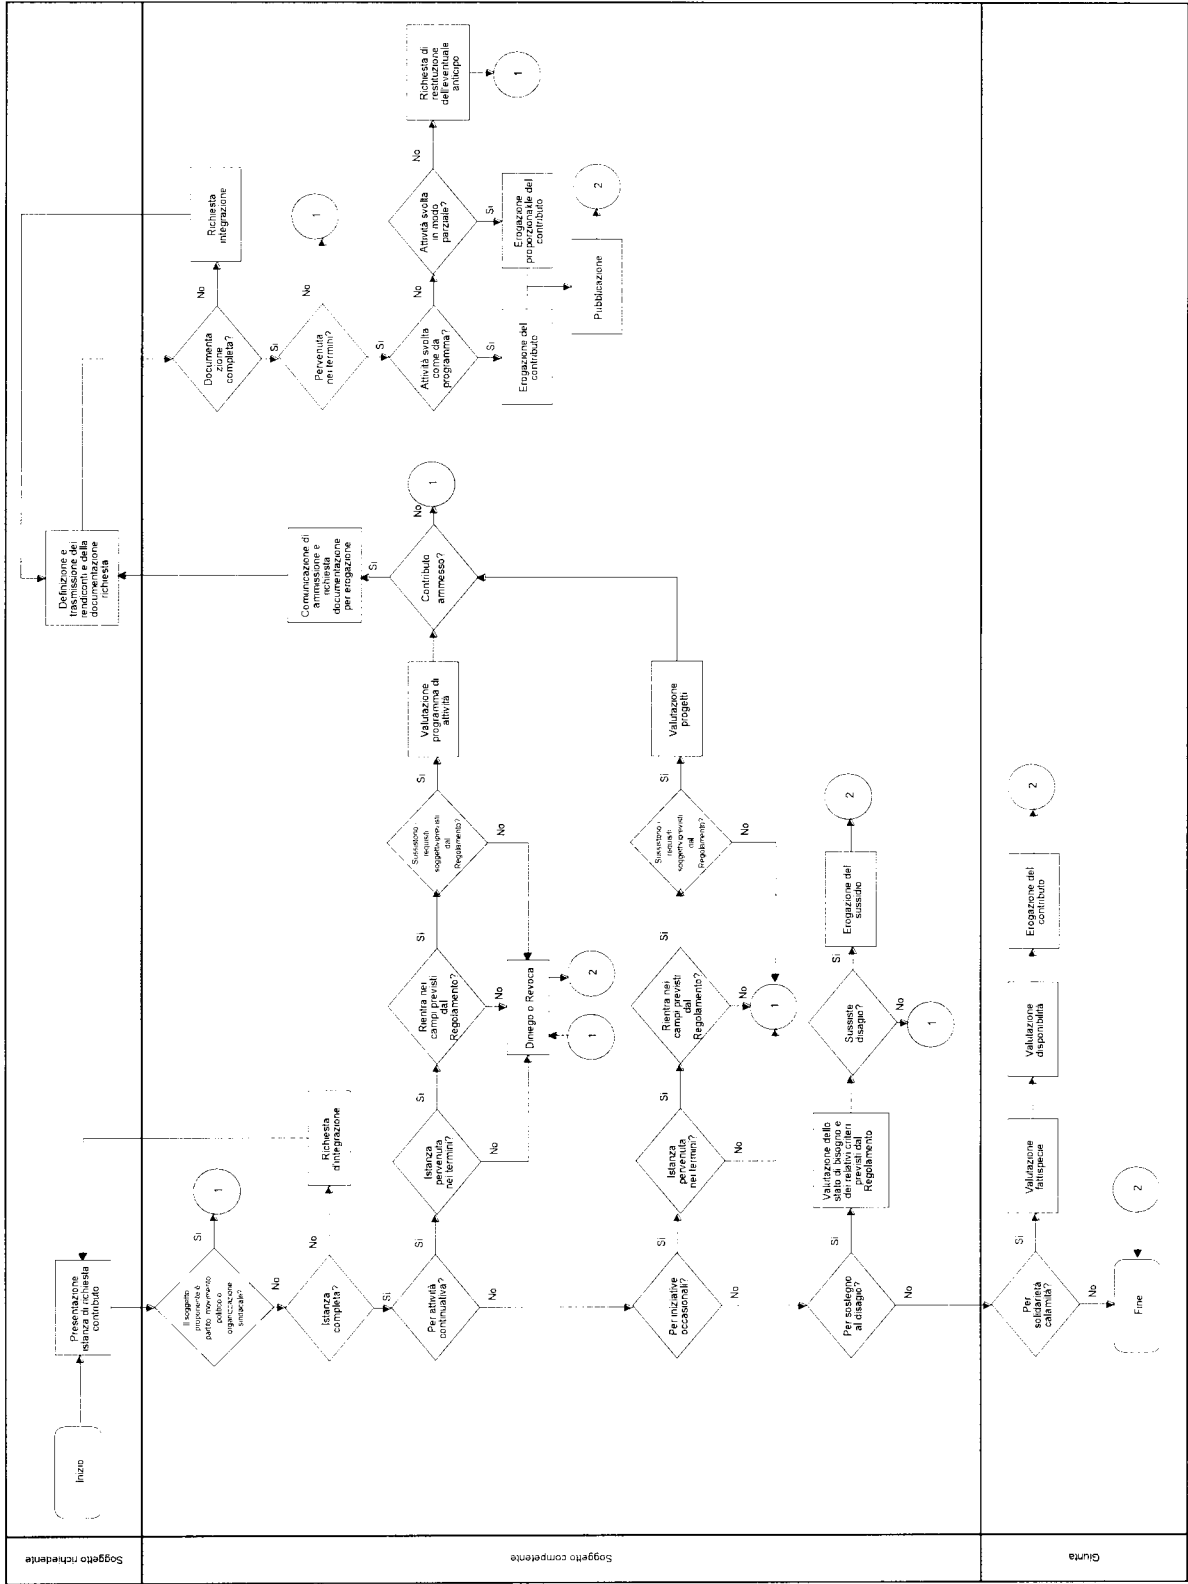 Soggetto richiedente
Inizio
Presentazione
istanza di richiesta
contributo
Definizione e
trasmissione dei
rendiconti e della
documentazione
richiesta
Soggetto competente
Il soggetto
proponente è
partito movimento
politico o
organizzazione
sindacale?
Si
1
No
Istanza
completa?
No
Richiesta
d'integrazione
Si
Per attività
continuativa?
Si
Istanza
pervenuta
nei termini?
Si
Rientra nei
campi previsti
dal
Regolamento?
Si
Sussistono i
requisiti
soggettivi previsti
dal
Regolamento?
Si
Valutazione
programma di
attività
Contributo
ammesso?
No
1
Si
Comunicazione di
ammissione e
richiesta
documentazione
per erogazione
No
No
No
No
Diniego o Revoca
1
2
Documenta
zione
completa?
No
Richiesta
integrazione
Si
Pervenuta
nei termini?
No
1
Si
Attività svolta
come da
programma?
No
Attività svolta
in modo
parziale?
No
Richiesta di
restituzione
dell'eventuale
anticipo
1
Si
Erogazione del
contributo
Si
Erogazione
proporzionakle del
contributo
Pubblicazione
2
Per iniziative
occasionali?
Si
Istanza
pervenuta
nei termini?
Si
Rientra nei
campi previsti
dal
Regolamento?
Si
Sussistono i
requisiti
soggettivi previsti
dal
Regolamento?
Si
Valutazione
progetti
No
No
No
No
1
Per sostegno
al disagio?
Si
Valutazione dello
stato di bisogno e
dei relativi criteri
previsti dal
Regolamento
Sussiste
disagio?
Si
Erogazione del
sussidio
2
No
1
No
Giunta
Per
solidarietà
calamità?
Si
Valutazione
fattispecie
Valutazione
disponibilità
Erogazione del
contributo
2
No
Fine
2